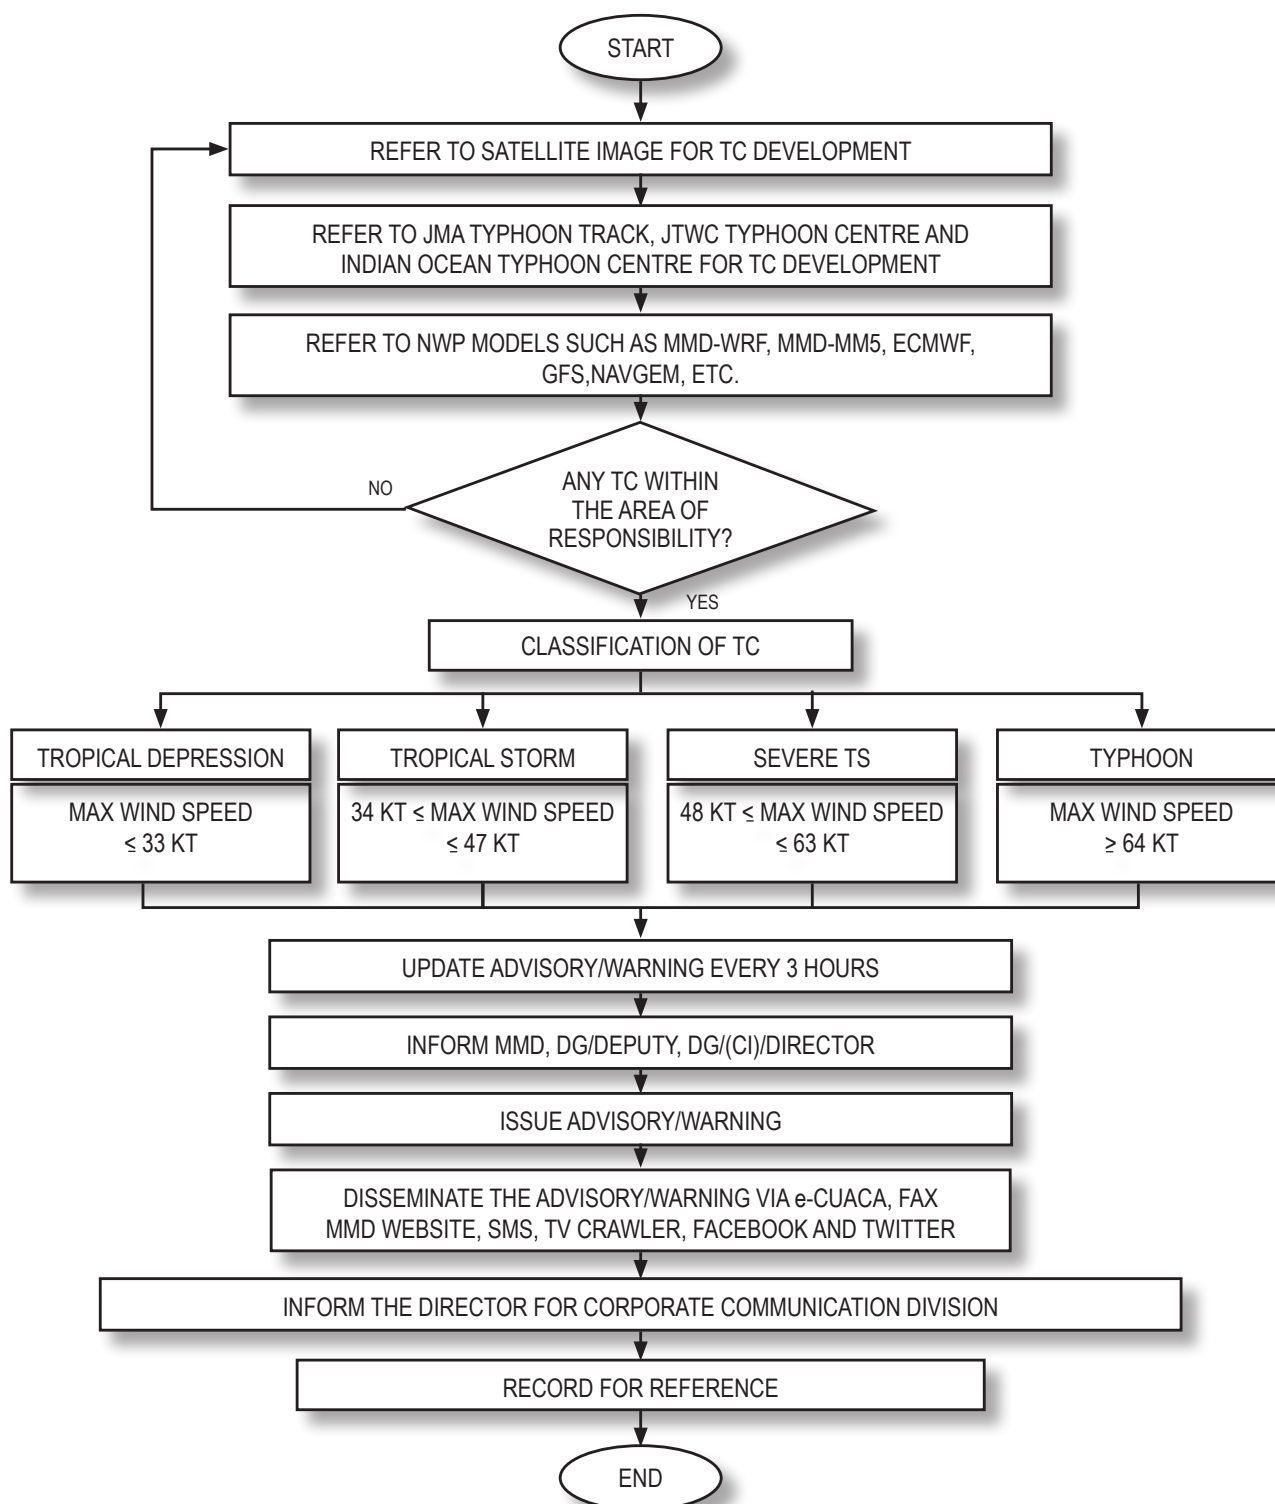 START
REFER TO SATELLITE IMAGE FOR TC DEVELOPMENT
REFER TO JMA TYPHOON TRACK, JTWC TYPHOON CENTRE AND
INDIAN OCEAN TYPHOON CENTRE FOR TC DEVELOPMENT
REFER TO NWP MODELS SUCH AS MMD-WRF, MMD-MM5, ECMWF,
GFS,NAVGEM, ETC.
NO
ANY TC WITHIN
THE AREA OF
RESPONSIBILITY?
YES
CLASSIFICATION OF TC
TROPICAL DEPRESSION
MAX WIND SPEED
≤ 33 KT
TROPICAL STORM
34 KT ≤ MAX WIND SPEED
≤ 47 KT
SEVERE TS
48 KT ≤ MAX WIND SPEED
≤ 63 KT
TYPHOON
MAX WIND SPEED
≥ 64 KT
UPDATE ADVISORY/WARNING EVERY 3 HOURS
INFORM MMD, DG/DEPUTY, DG/(CI)/DIRECTOR
ISSUE ADVISORY/WARNING
DISSEMINATE THE ADVISORY/WARNING VIA e-CUACA, FAX
MMD WEBSITE, SMS, TV CRAWLER, FACEBOOK AND TWITTER
INFORM THE DIRECTOR FOR CORPORATE COMMUNICATION DIVISION
RECORD FOR REFERENCE
END